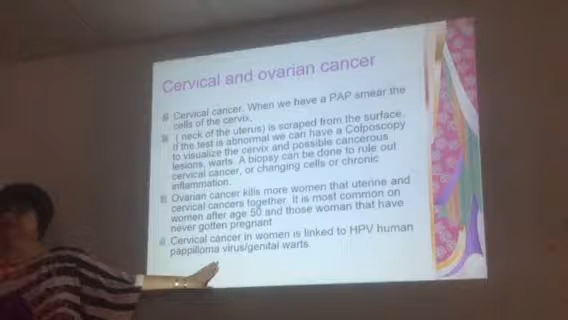 Cervical and ovarian cancer
Cervical cancer. When we have a PAP smear the
cells of the cervix,
( neck of the uterus) is scraped from the surface.
If the test is abnormal we can have a Colposcopy
to visualize the cervix and possible cancerous
lesions, warts. A biopsy can be done to rule out
cervical cancer, or changing cells or chronic
inflammation.
Ovarian cancer kills more women that uterine and
cervical cancers together. It is most common on
women after age 50 and those woman that have
never gotten pregnant
Cervical cancer in women is linked to HPV human
pappilloma virus/genital warts